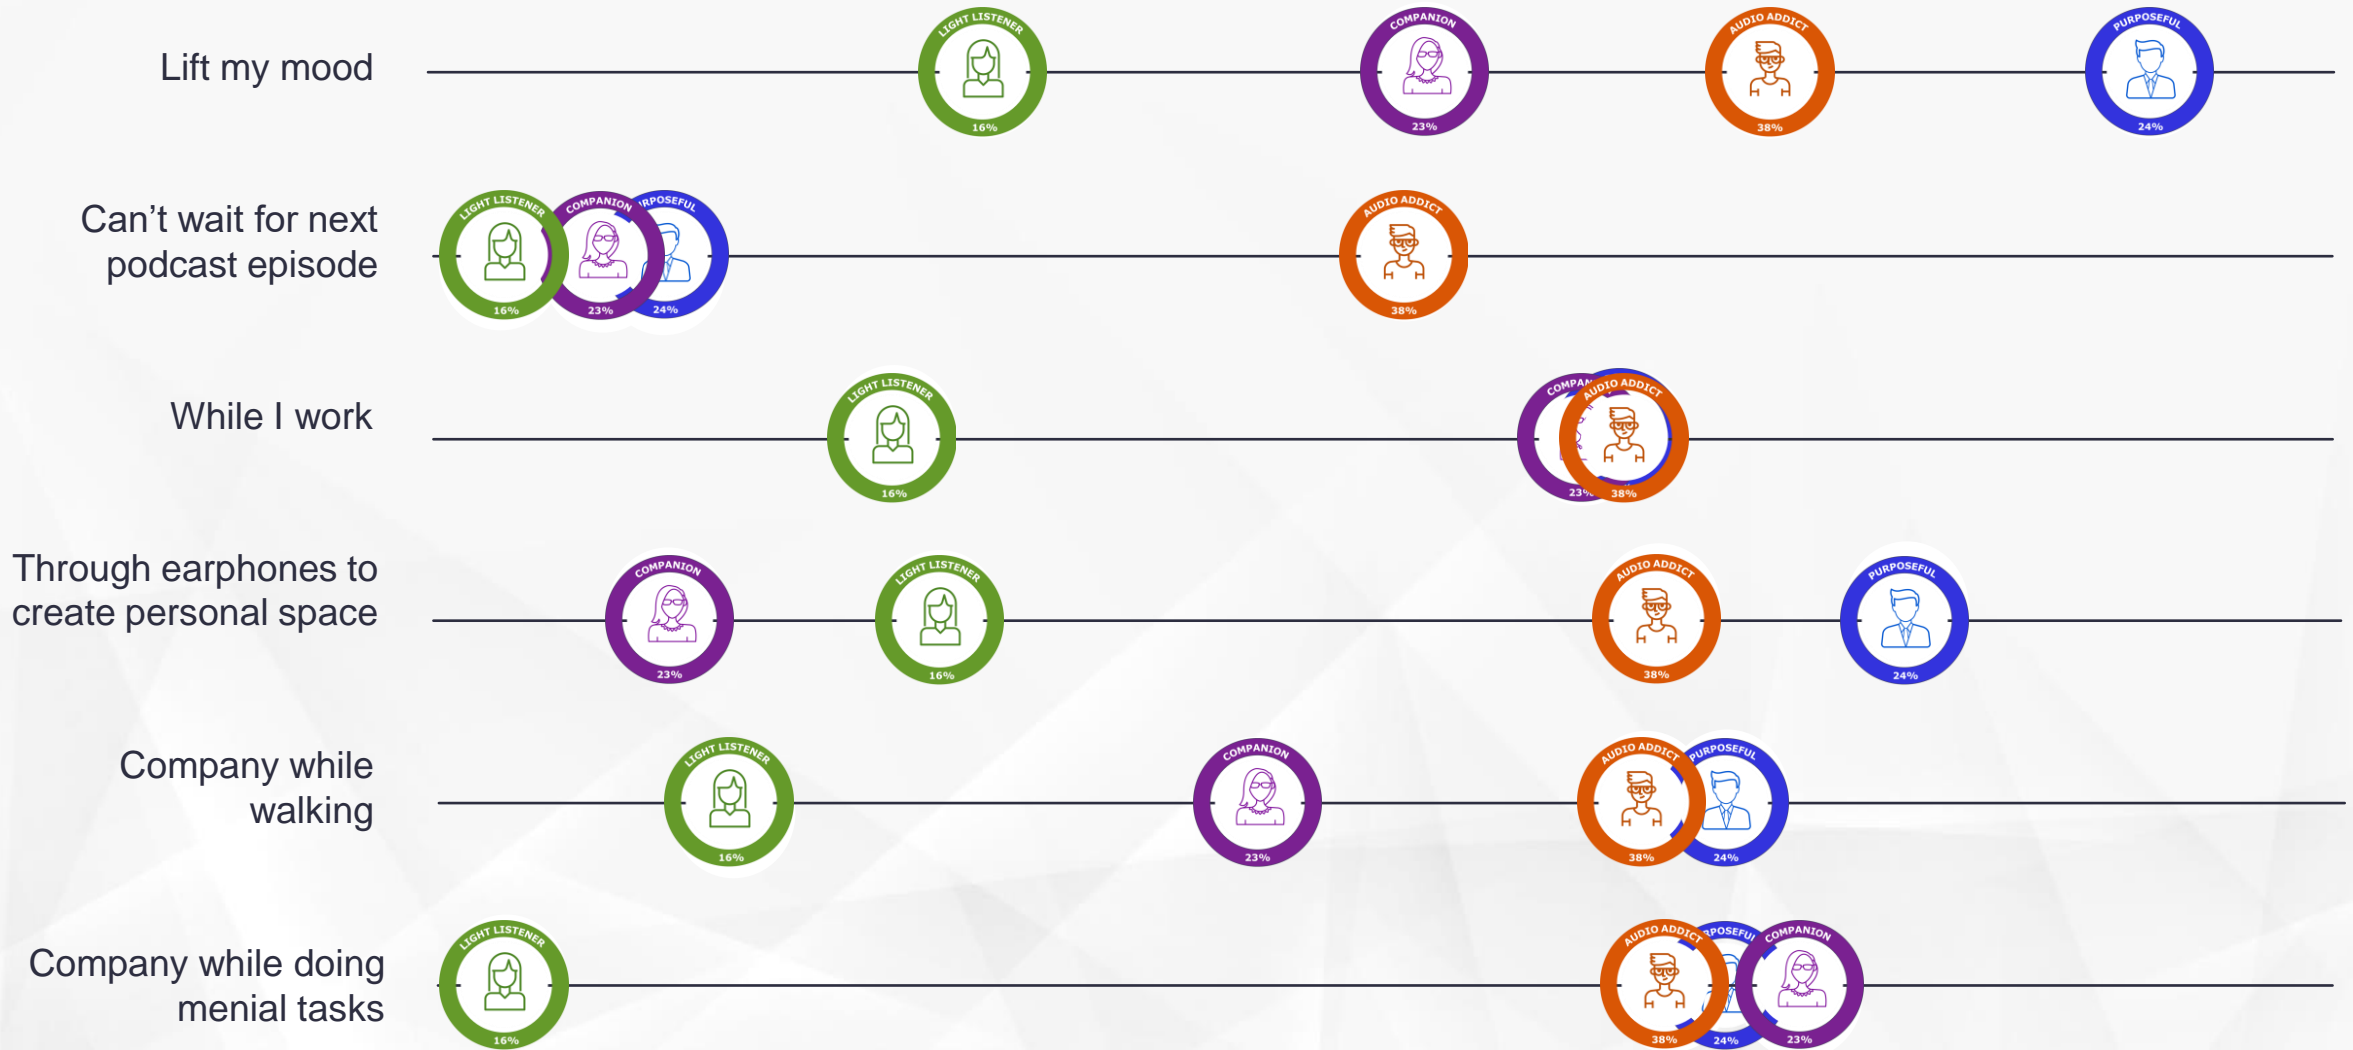 Lift my mood
LIGHT LISTENER
16%
COMPANION
23%
AUDIO ADDICT
38%
PURPOSEFUL
24%
Can’t wait for next
podcast episode
LIGHT LISTENER
16%
COMPANION
23%
RPOSEFUL
24%
AUDIO ADDICT
38%
While I work
LIGHT LISTENER
16%
COMPAN
23%
AUDIO ADDICT
38%
Through earphones to
create personal space
COMPANION
23%
LIGHT LISTENER
16%
AUDIO ADDICT
38%
PURPOSEFUL
24%
Company while
walking
LIGHT LISTENER
16%
COMPANION
23%
AUDIO ADDICT
38%
PURPOSEFUL
24%
Company while doing
menial tasks
LIGHT LISTENER
16%
AUDIO ADDICT
38%
RPOSEFU
24%
COMPANION
23%